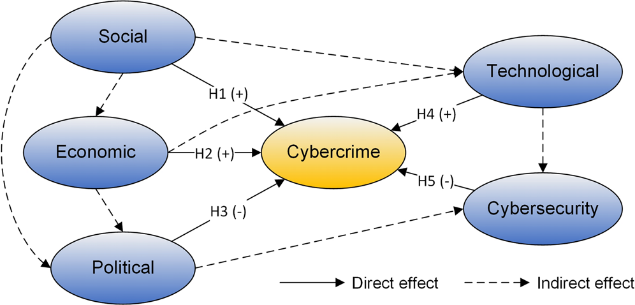 Social
Technological
H1 (+)
H4 (+)
Economic
H2 (+)
Cybercrime
H5 (-)
H3 (-)
Cybersecurity
Political
Direct effect
Indirect effect